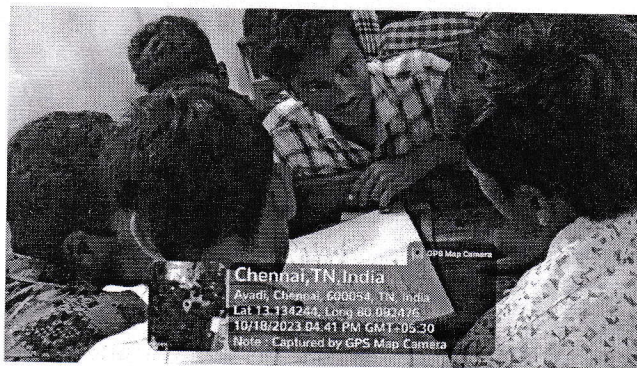 GPS Map Camera
Chennai,TN,India
Avadi, Chennai, 600054, TN, India
Lat 13.134244, Long 80.092476
10/18/2023 04:41 PM GMT+05:30
Note : Captured by GPS Map Camera